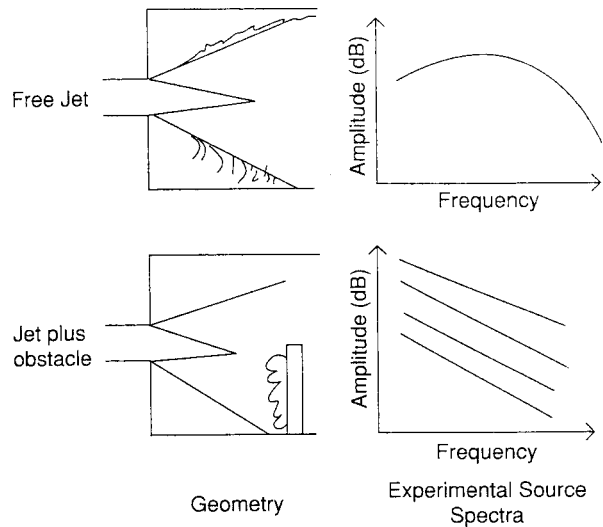 Free Jet
Amplitude (dB)
Frequency
Jet plus
obstacle
Amplitude (dB)
Frequency
Geometry
Experimental Source
Spectra